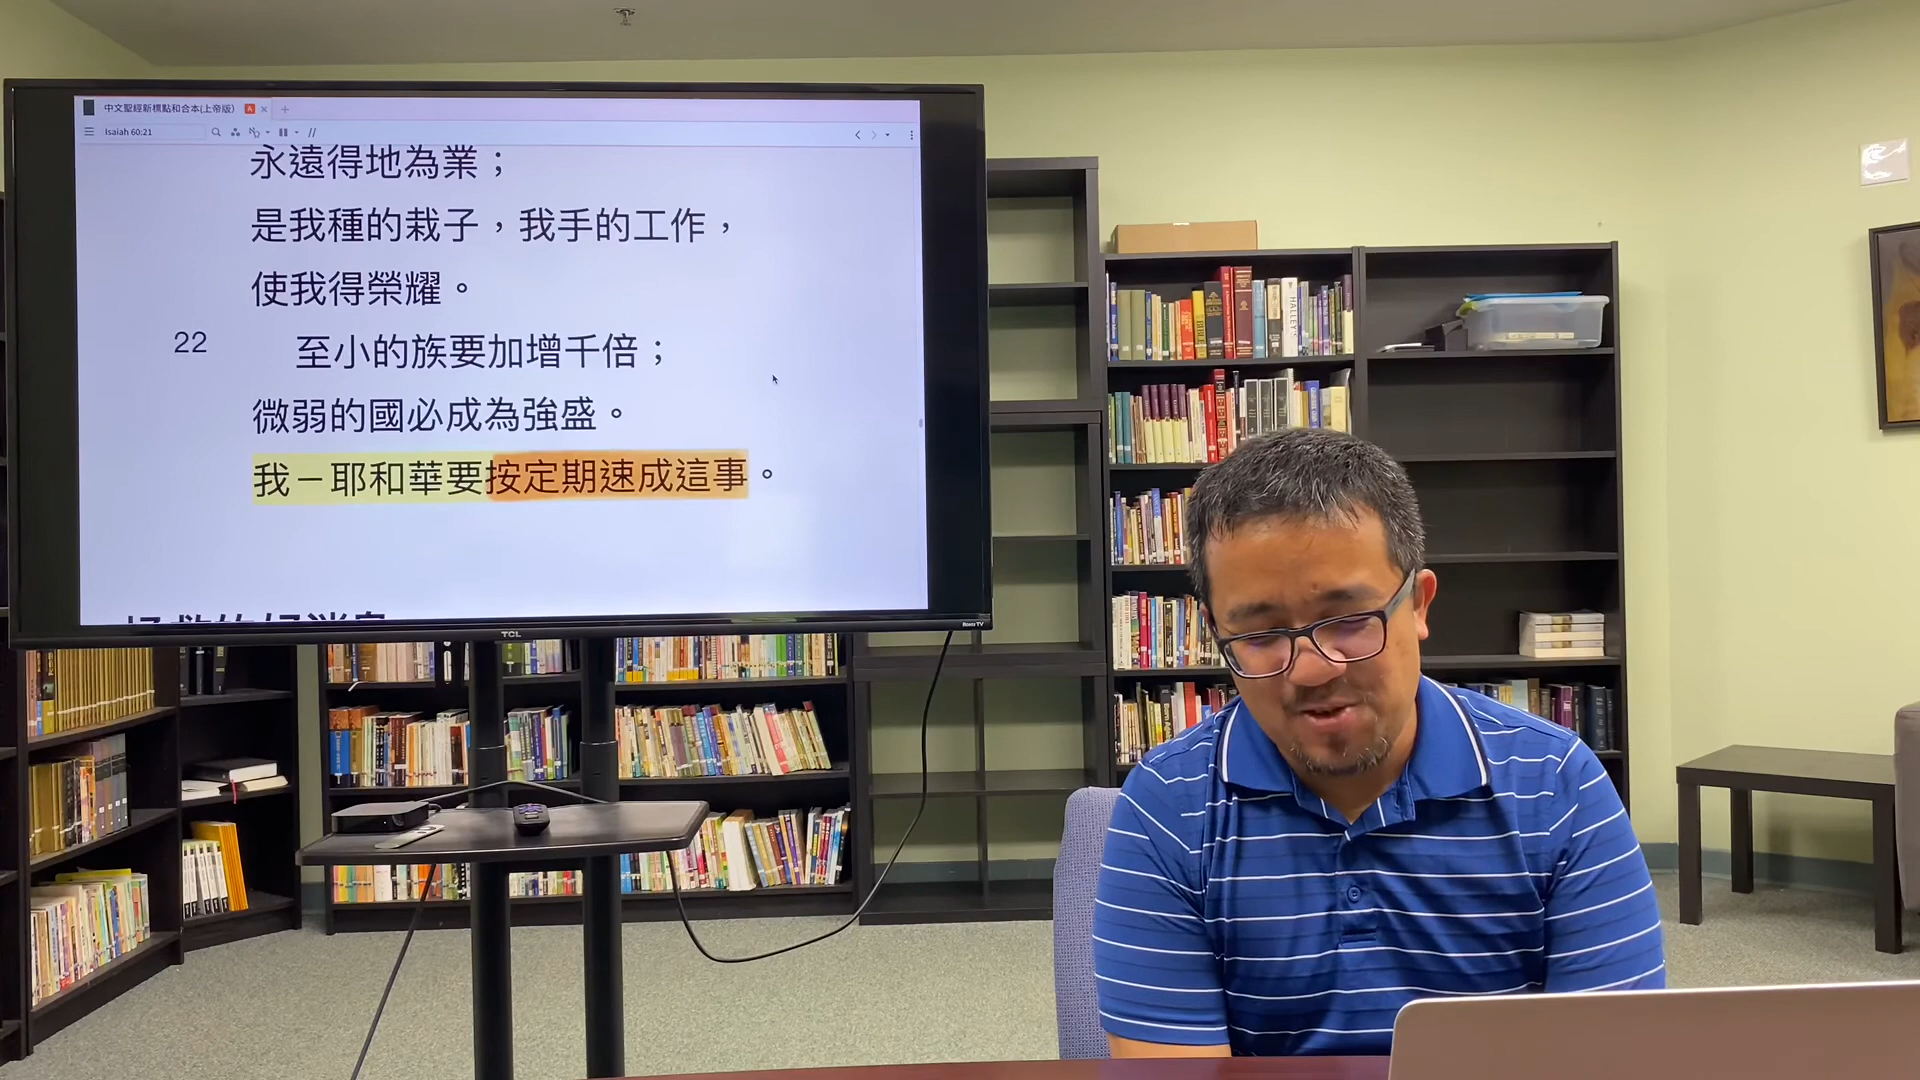 中文聖經新標點和合本(上帝版) A
Isaiah 60:21
永遠得地為業；
是我種的栽子，我手的工作，
使我得榮耀。
22 至小的族要加增千倍；
微弱的國必成為強盛。
我－耶和華要按定期速成這事。
TCL
Roku TV
HALLEY'S